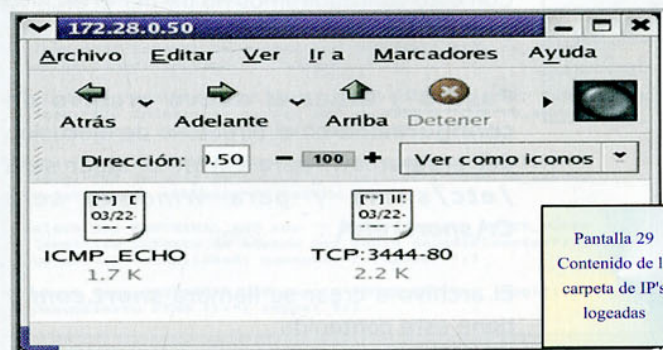 172.28.0.50
Archivo Editar Ver Ir a Marcadores Ayuda
Atrás Adelante Arriba Detener
Dirección: .50 100 Ver como iconos
03/22-
ICMP_ECHO
1.7 K
03/22-
TCP:3444-80
2.2 K
Pantalla 29
Contenido de l
carpeta de IP's
logeadas